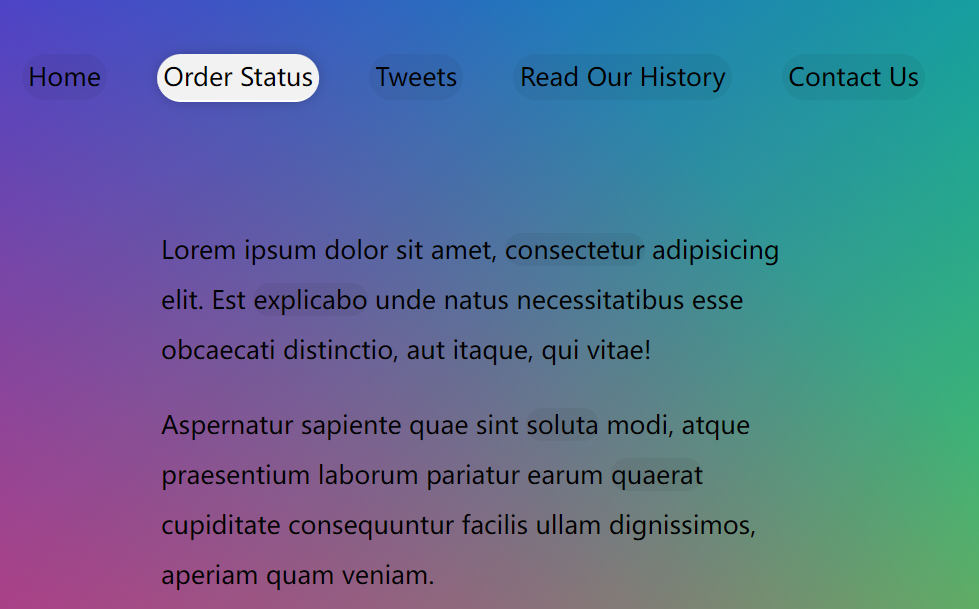 Home Order Status Tweets Read Our History Contact Us
Lorem ipsum dolor sit amet, consectetur adipisicing
elit. Est explicabo unde natus necessitatibus esse
obcaecati distinctio, aut itaque, qui vitae!
Aspernatur sapiente quae sint soluta modi, atque
praesentium laborum pariatur earum quaerat
cupiditate consequuntur facilis ullam dignissimos,
aperiam quam veniam.